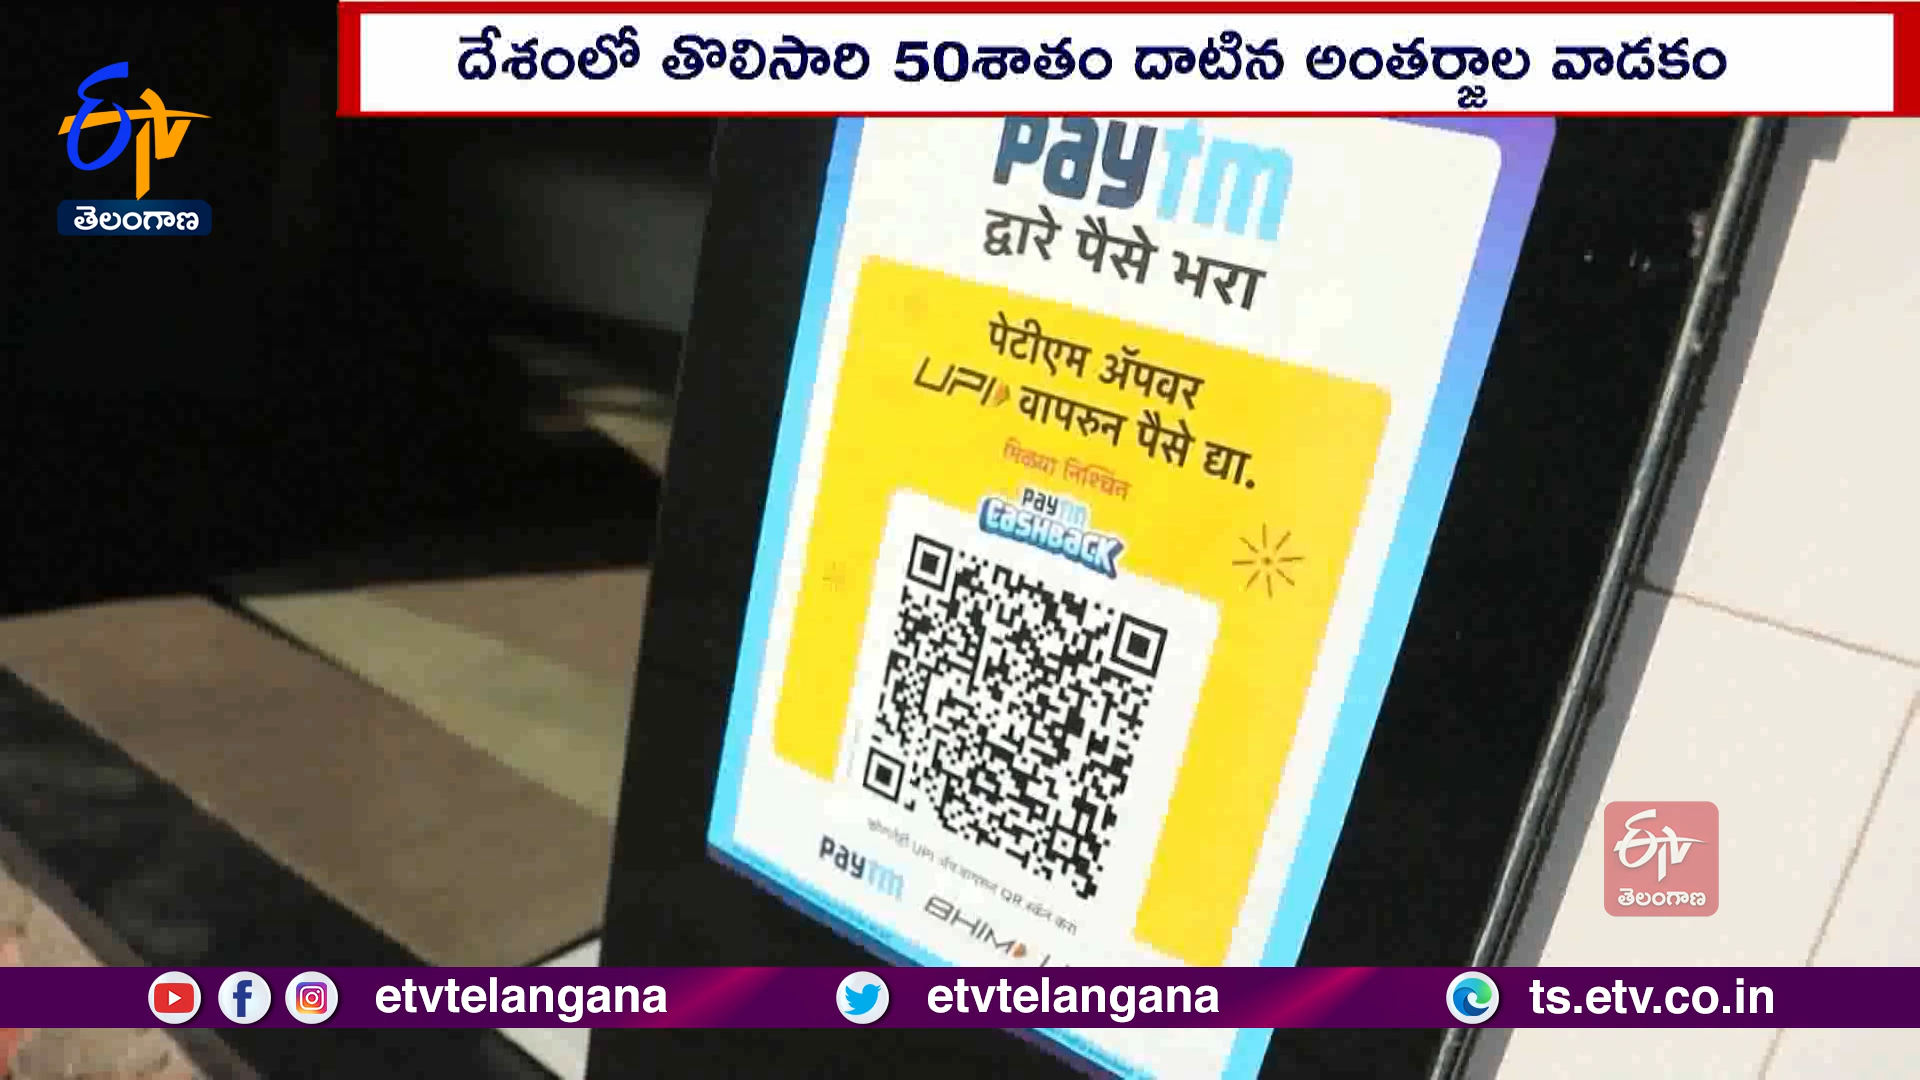 దేశంలో తొలిసారి 50శాతం దాటిన అంతర్జాల వాడకం
ETV
తెలంగాణ
paytm
द्वारे पैसे भरा
पेटीएम ॲपवर
UPI वापरुन पैसे द्या.
मिळवा निश्चित
paytm
CASHBACK
paytm
BHIM
ETV
తెలంగాణ
etvtelangana
etvtelangana
ts.etv.co.in